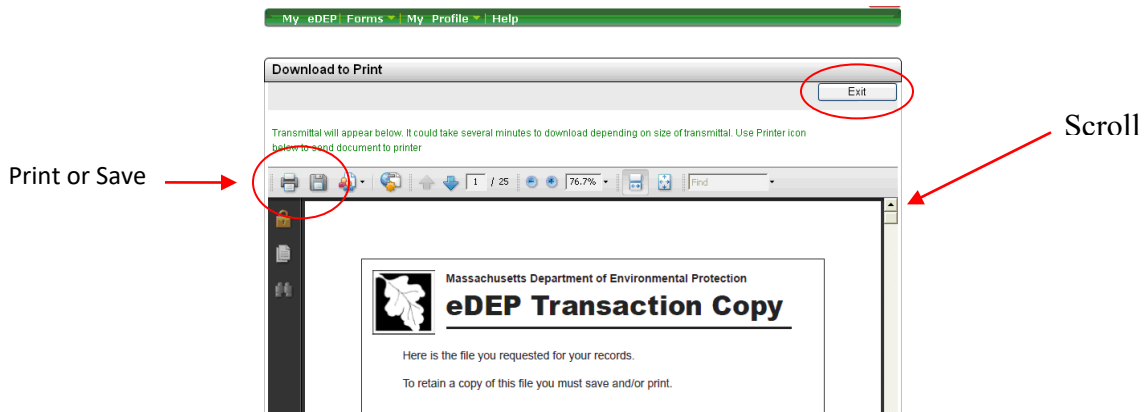 My eDEP| Forms | My Profile | Help
Download to Print
Exit
Transmittal will appear below. It could take several minutes to download depending on size of transmittal. Use Printer icon
below to send document to printer
Scroll
Print or Save
1 / 25 76.7% Find
Massachusetts Department of Environmental Protection
eDEP Transaction Copy
Here is the file you requested for your records.
To retain a copy of this file you must save and/or print.